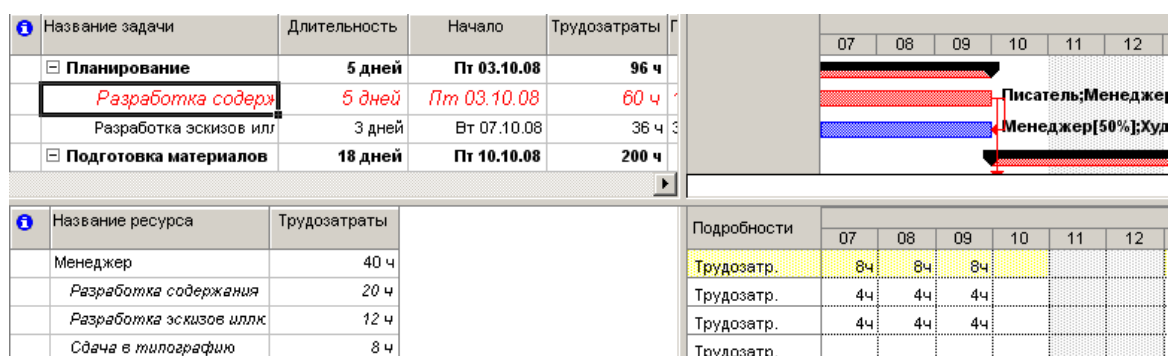 Название задачи Длительность Начало Трудозатраты
07 08 09 10 11 12
Планирование 5 дней Пт 03.10.08 96 ч
Разработка содерж 5 дней Пт 03.10.08 60 ч Писатель;Менеджер
Разработка эскизов илл 3 дней Вт 07.10.08 36 ч Менеджер[50%];Худ
Подготовка материалов 18 дней Пт 10.10.08 200 ч
Название ресурса Трудозатраты Подробности
07 08 09 10 11 12
Менеджер 40 ч Трудозатр. 8ч 8ч 8ч
Разработка содержания 20 ч Трудозатр. 4ч 4ч 4ч
Разработка эскизов иллю 12 ч Трудозатр. 4ч 4ч 4ч
Сдача в типографию 8 ч Трудозатр.